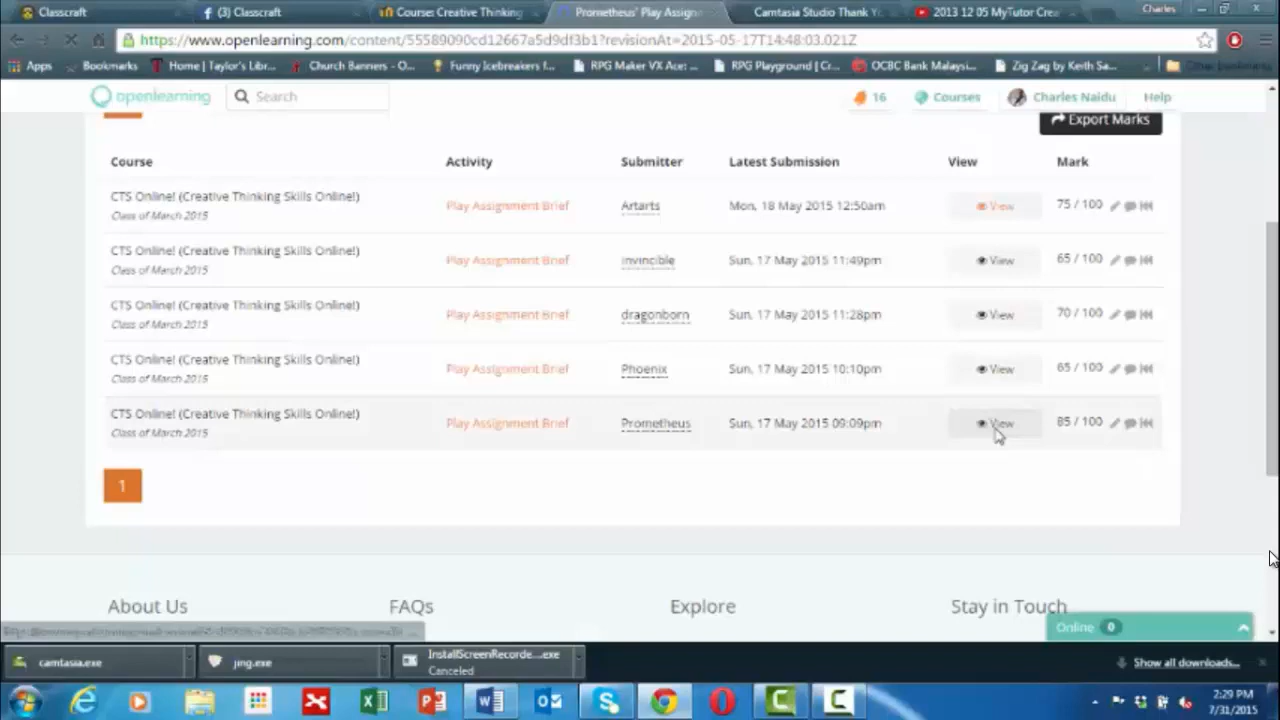 Classcraft
(3) Classcraft
Course: Creative Thinking
Prometheus' Play Assign
Camtasia Studio Thank Yo
2013 12 05 MyTutor Crea
Charles
https://www.openlearning.com/content/55589090cd12667a5d9df3b1?revisionAt=2015-05-17T14:48:03.021Z
Apps
Bookmarks
Home | Taylor's Libr...
Church Banners - O...
Funny Icebreakers f...
RPG Maker VX Ace: ...
RPG Playground | Cr...
OCBC Bank Malaysi...
Zig Zag by Keith Sa...
Other bookmarks
openlearning
Search
16
Courses
Charles Naidu
Help
Export Marks
Course Activity Submitter Latest Submission View Mark
CTS Online! (Creative Thinking Skills Online!)
Class of March 2015
Play Assignment Brief Artarts Mon, 18 May 2015 12:50am View 75 / 100
CTS Online! (Creative Thinking Skills Online!)
Class of March 2015
Play Assignment Brief invincible Sun, 17 May 2015 11:49pm View 65 / 100
CTS Online! (Creative Thinking Skills Online!)
Class of March 2015
Play Assignment Brief dragonborn Sun, 17 May 2015 11:28pm View 70 / 100
CTS Online! (Creative Thinking Skills Online!)
Class of March 2015
Play Assignment Brief Phoenix Sun, 17 May 2015 10:10pm View 65 / 100
CTS Online! (Creative Thinking Skills Online!)
Class of March 2015
Play Assignment Brief Prometheus Sun, 17 May 2015 09:09pm View 85 / 100
1
About Us
FAQs
Explore
Stay in Touch
Online 0
camtasia.exe
jing.exe
InstallScreenRecorde....exe
Canceled
Show all downloads...
2:29 PM
7/31/2015